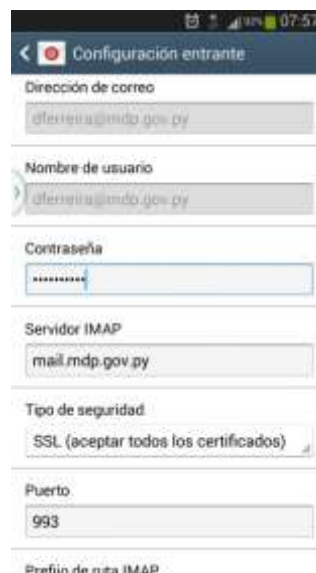 07:57
Configuración entrante
Dirección de correo
dferreira@mdp.gov.py
Nombre de usuario
dferreira@mdp.gov.py
Contraseña
••••••••••
Servidor IMAP
mail.mdp.gov.py
Tipo de seguridad
SSL (aceptar todos los certificados)
Puerto
993
Prefijo de ruta IMAP